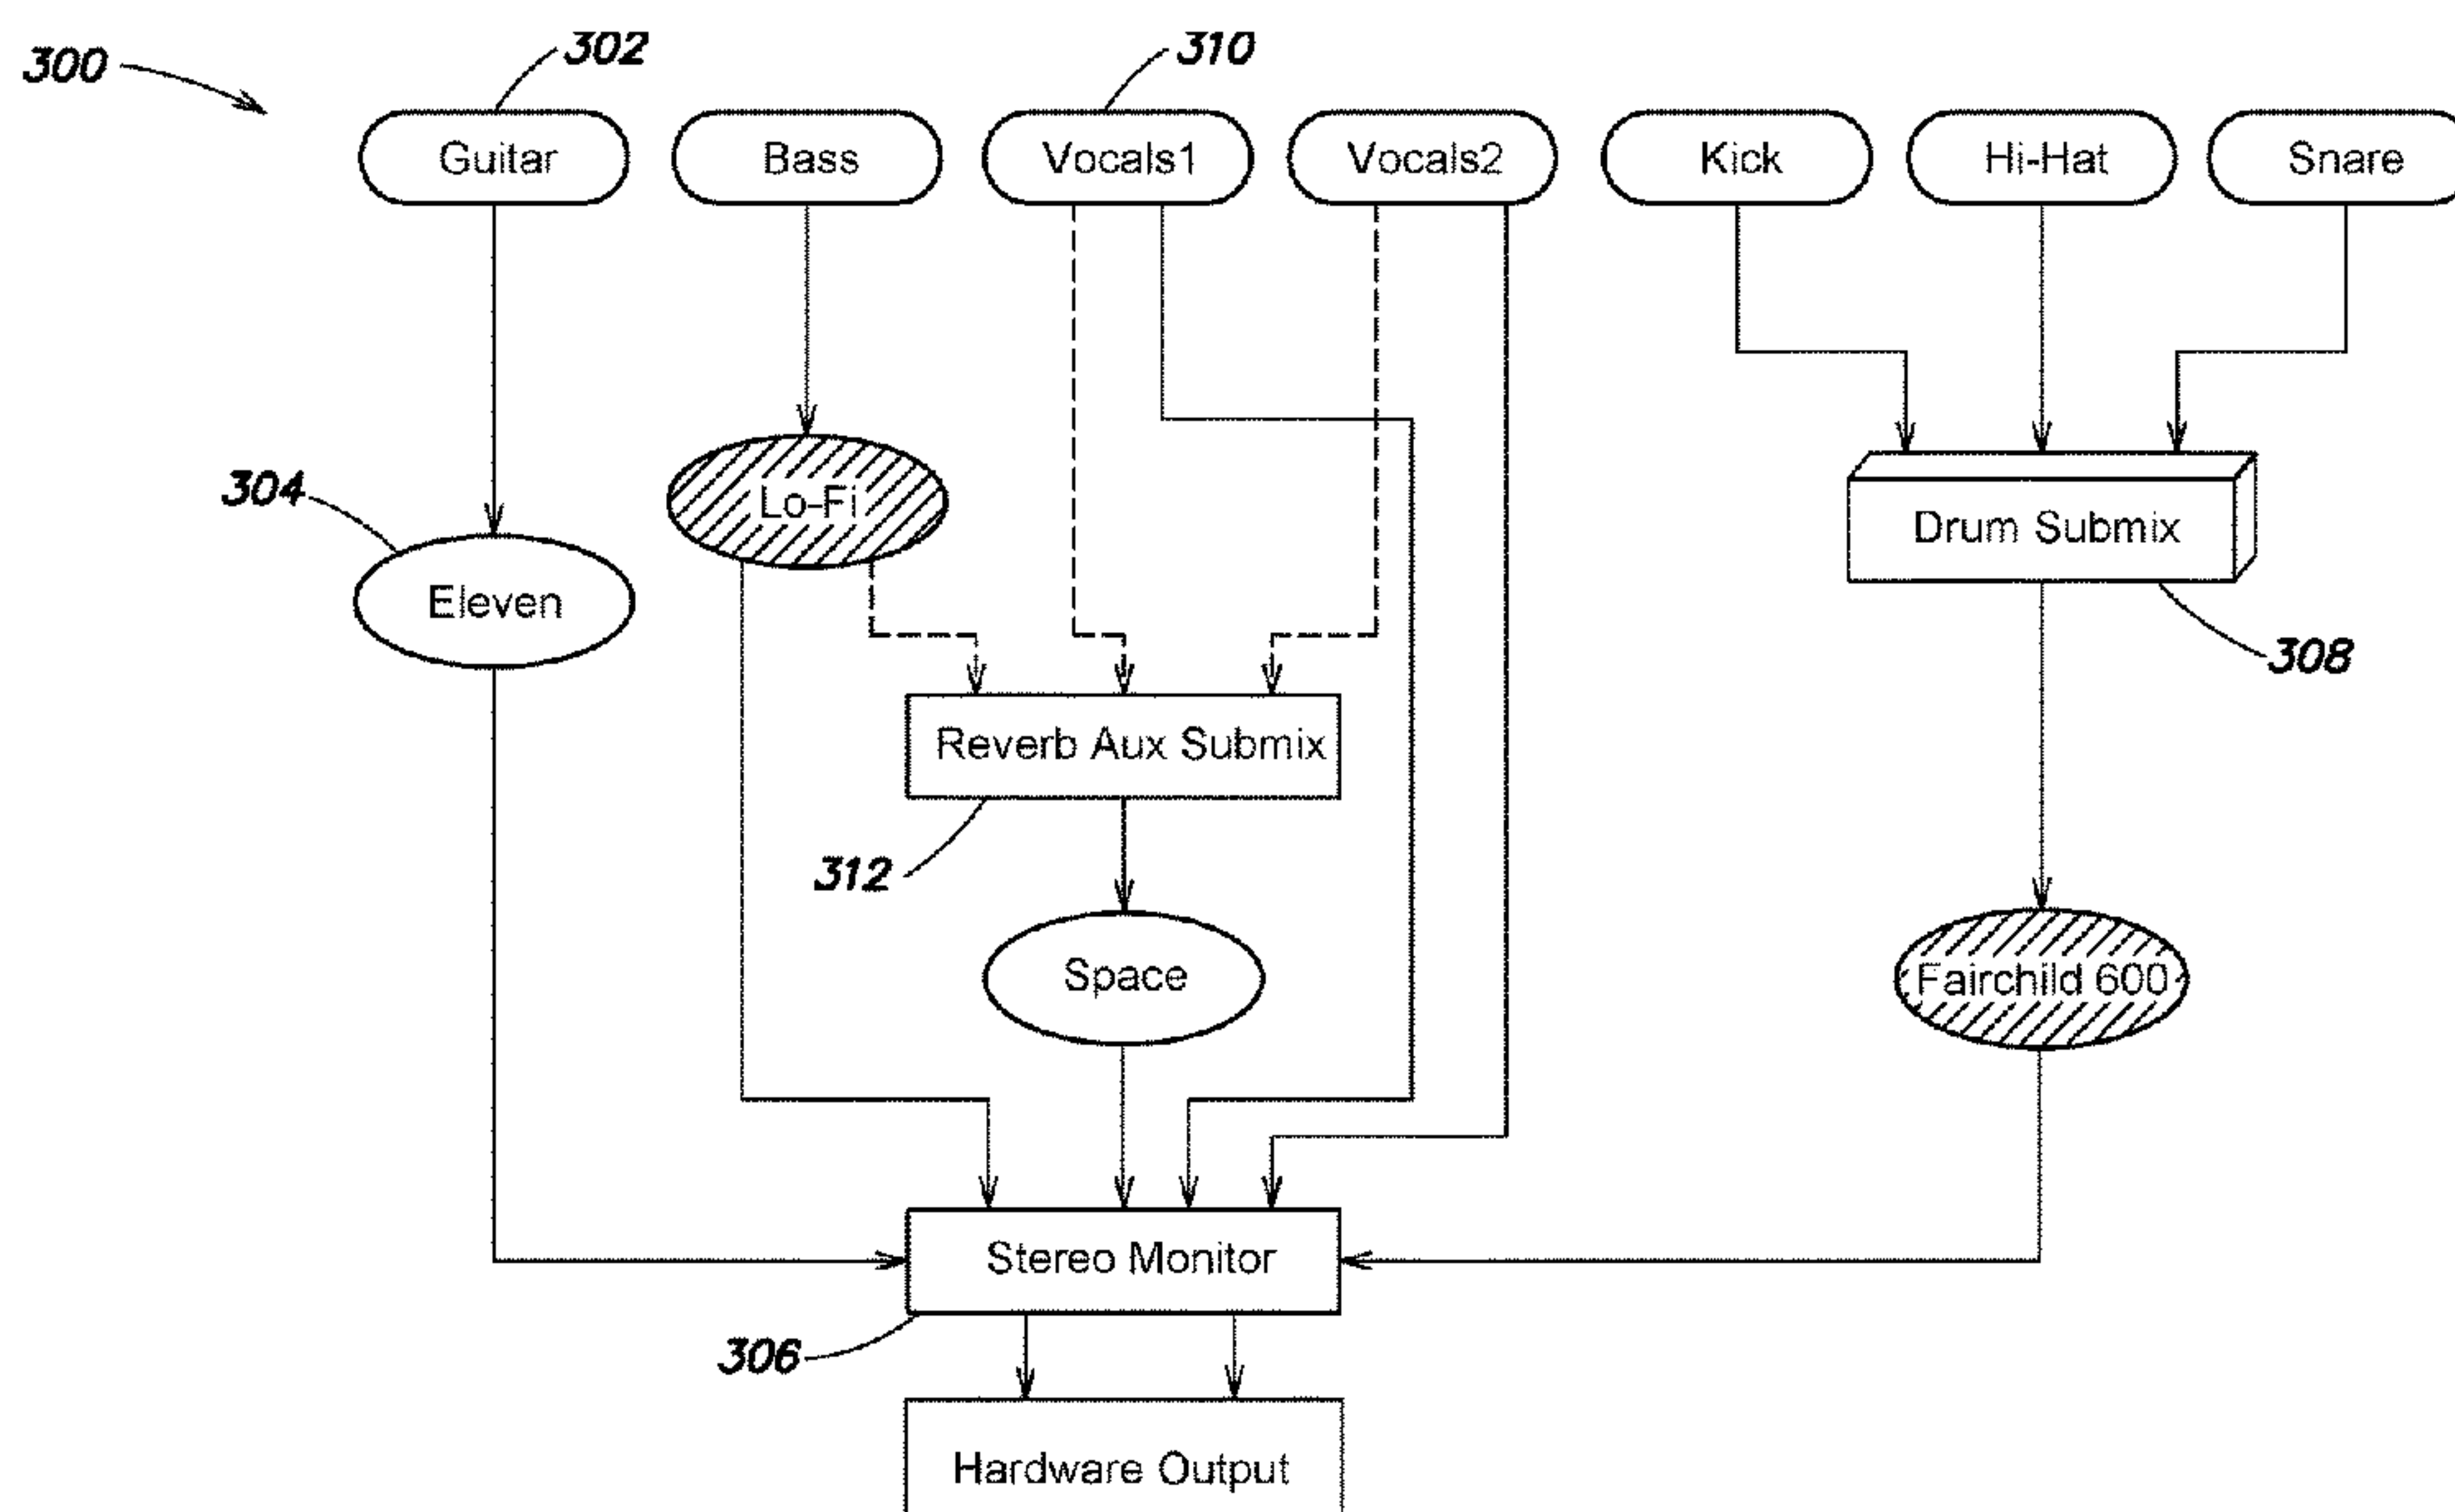 300
302
310
Guitar
Bass
Vocals1
Vocals2
Kick
Hi-Hat
Snare
304
Lo-Fi
Drum Submix
Eleven
308
Reverb Aux Submix
312
Space
Fairchild 600
Stereo Monitor
306
Hardware Output